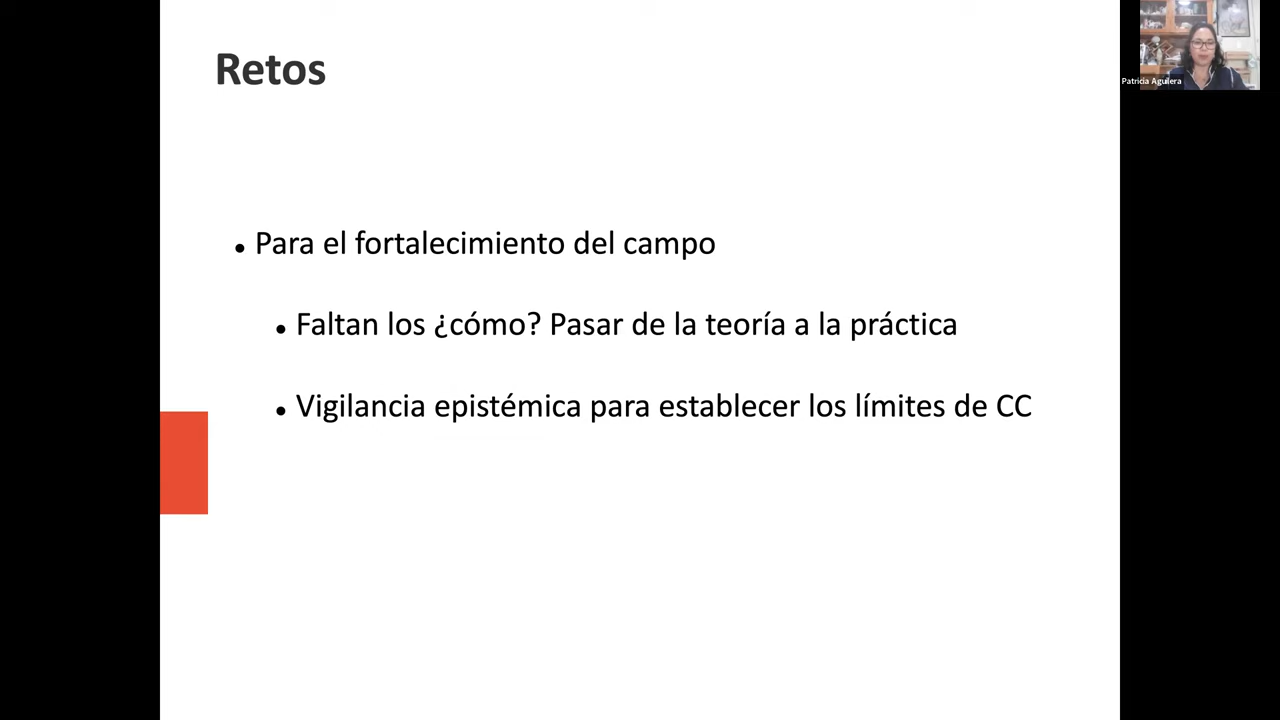 Retos
Patricia Aguilera
• Para el fortalecimiento del campo
• Faltan los ¿cómo? Pasar de la teoría a la práctica
• Vigilancia epistémica para establecer los límites de CC